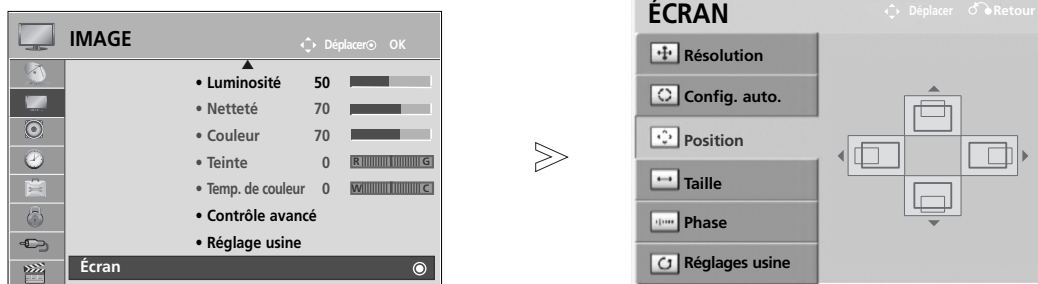 IMAGE
Déplacer OK
• Luminosité 50
• Netteté 70
• Couleur 70
• Teinte 0 R G
• Temp. de couleur 0 W C
• Contrôle avancé
• Réglage usine
Écran
ÉCRAN
Déplacer Retour
Résolution
Config. auto.
Position
Taille
Phase
Réglages usine